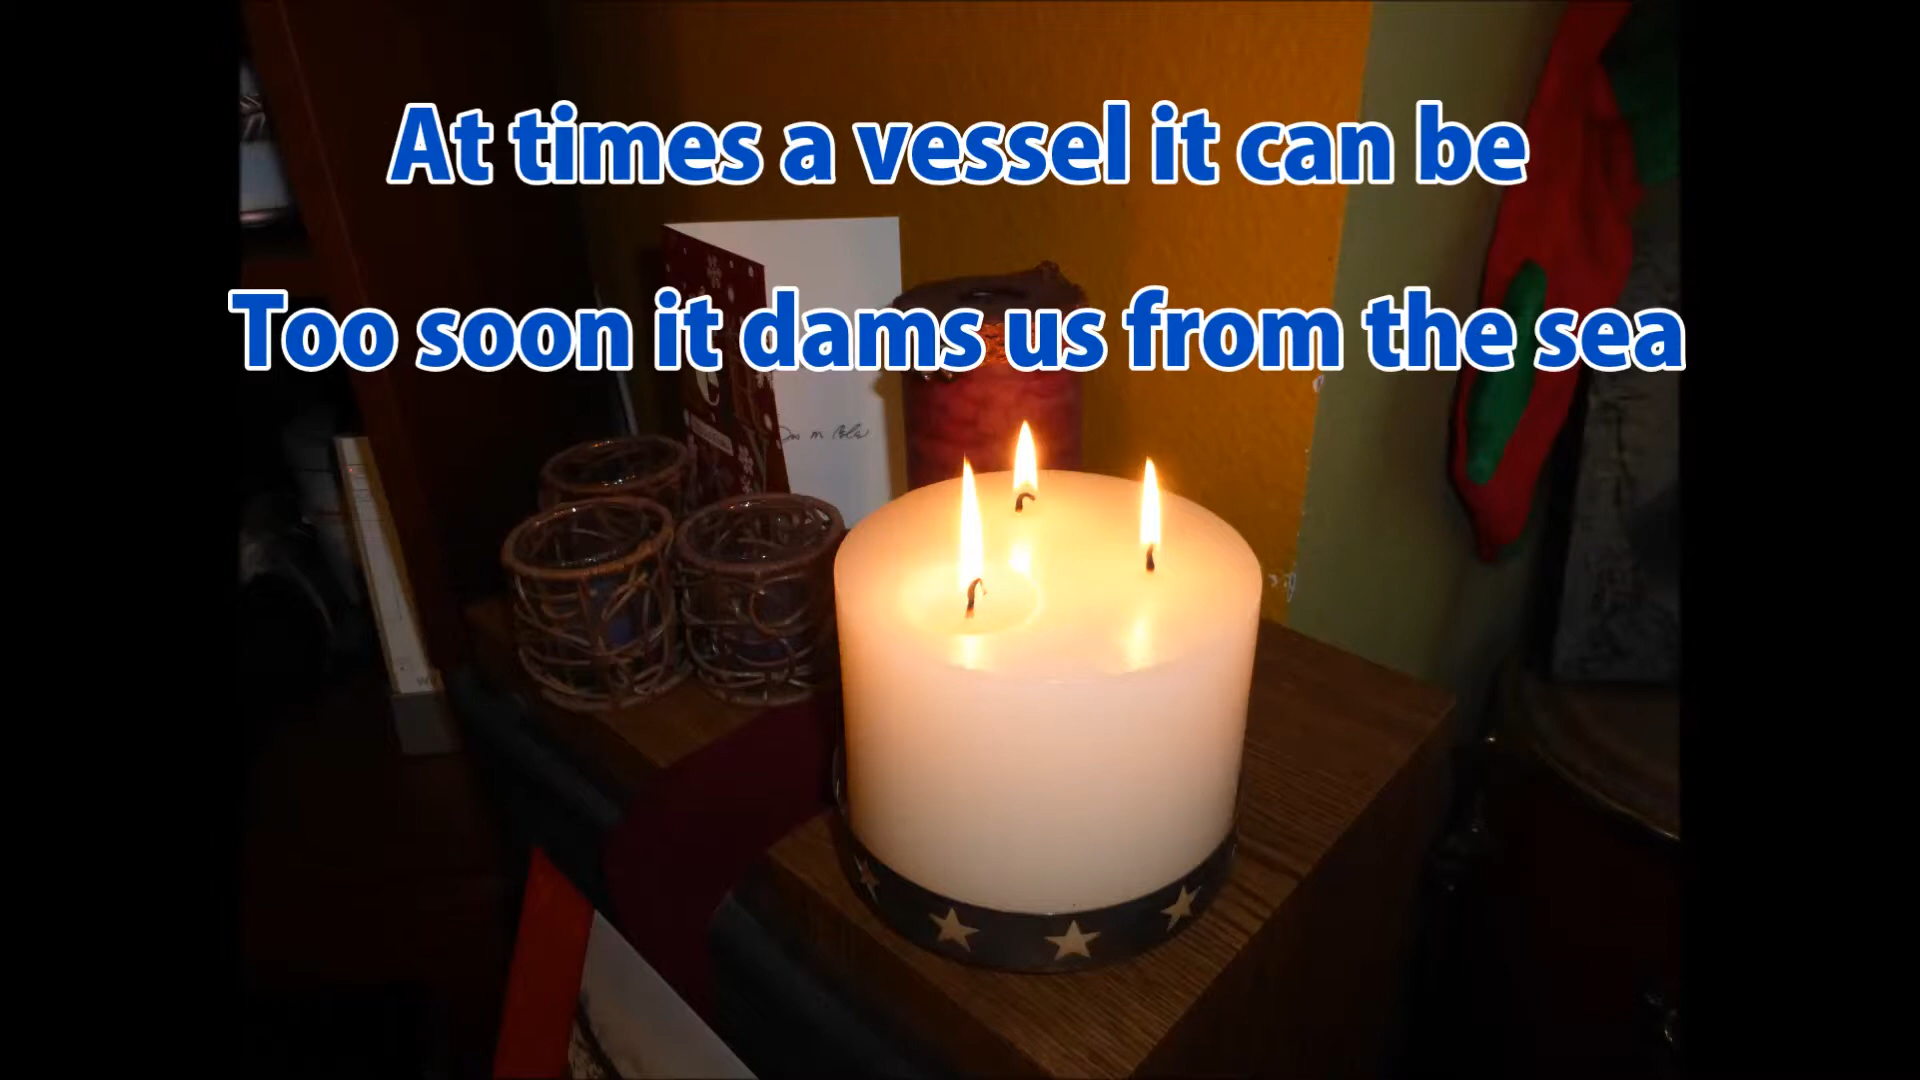 At times a vessel it can be
Too soon it dams us from the sea